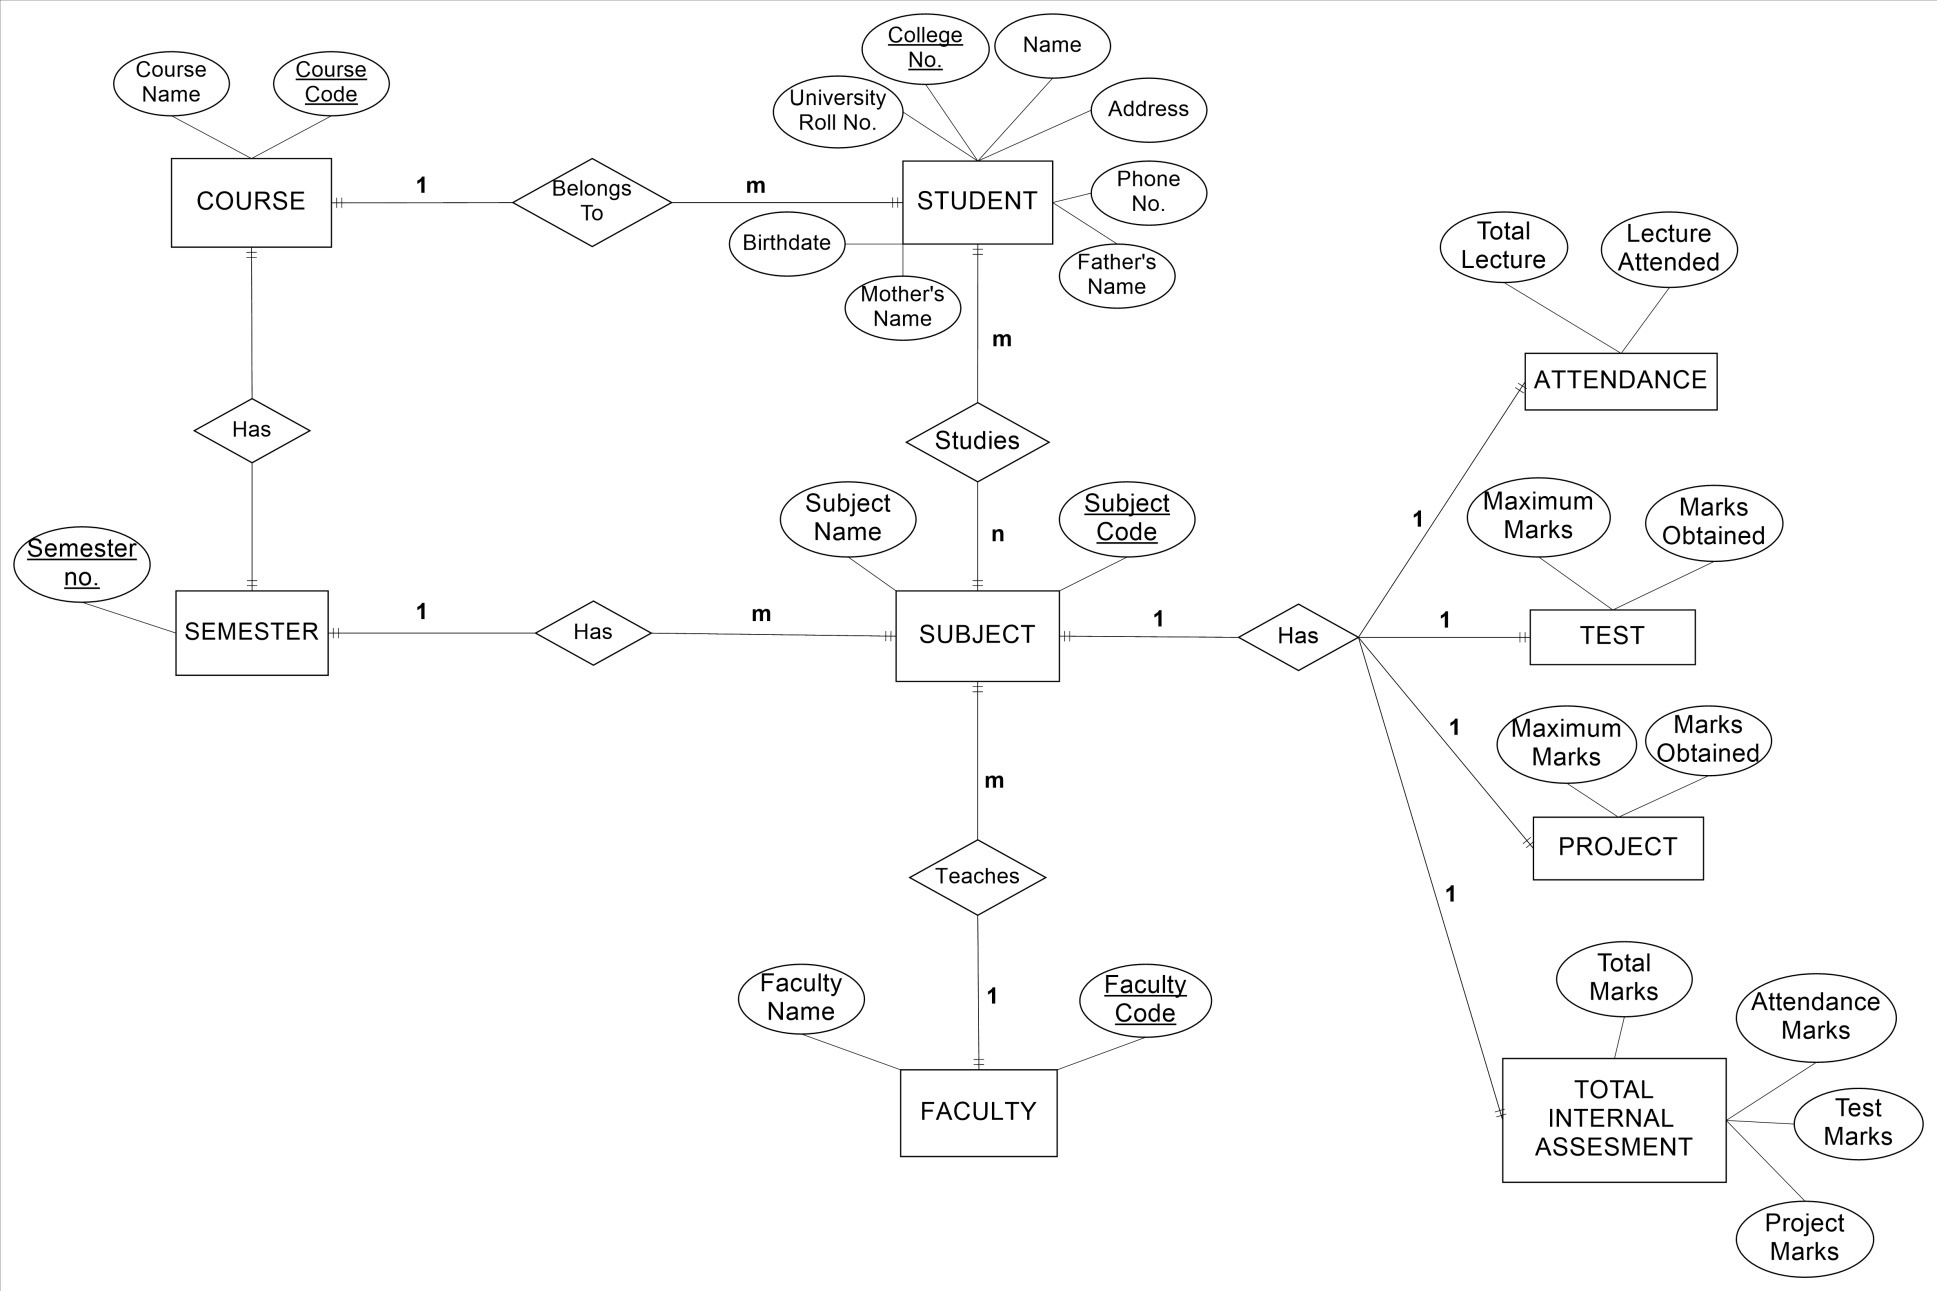 College
No.
Name
Course
Name
Course
Code
University
Roll No.
Address
COURSE
1
Belongs
To
m
STUDENT
Phone
No.
Birthdate
Father's
Name
Mother's
Name
Total
Lecture
Lecture
Attended
m
ATTENDANCE
Has
Studies
Subject
Name
n
Subject
Code
1
Maximum
Marks
Marks
Obtained
Semester
no.
SEMESTER
1
Has
m
SUBJECT
1
Has
1
TEST
1
Maximum
Marks
Marks
Obtained
m
PROJECT
Teaches
1
Faculty
Name
1
Faculty
Code
Total
Marks
Attendance
Marks
FACULTY
TOTAL
INTERNAL
ASSESMENT
Test
Marks
Project
Marks